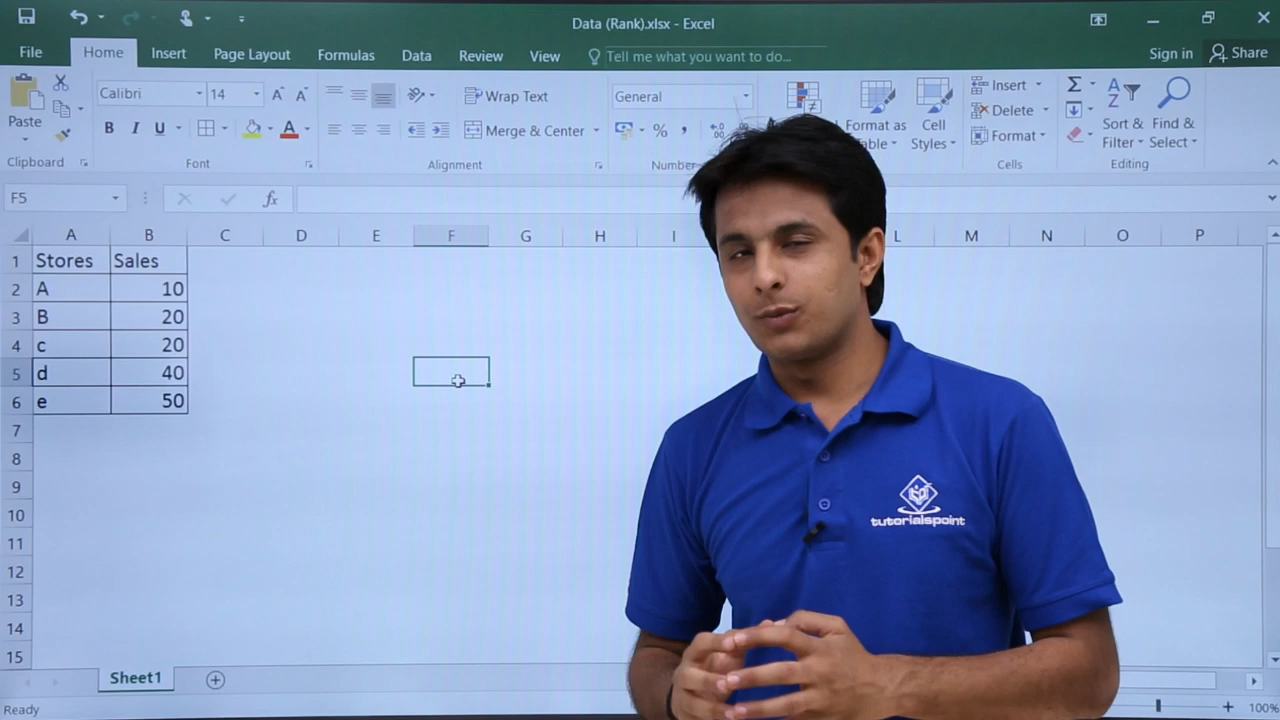 Data (Rank).xlsx - Excel
File Home Insert Page Layout Formulas Data Review View Tell me what you want to do... Sign in Share
Calibri 14 Wrap Text General Insert
Paste B I U Merge & Center % Format as Table Cell Styles Delete Sort & Filter Find & Select
Format
Clipboard Font Alignment Number Cells Editing
F5 fx
A B C D E F G H I L M N O P
1 Stores Sales
2 A 10
3 B 20
4 c 20
5 d 40
6 e 50
7
8
9
10
11
12
13
14
15
tutorialspoint
Sheet1
Ready 100%